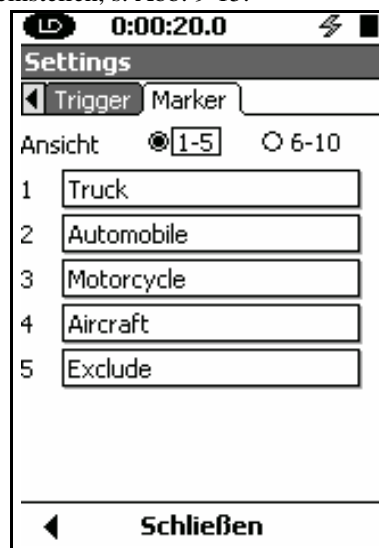 LD 0:00:20.0
Settings
Trigger Marker
Ansicht 1-5 6-10
1 Truck
2 Automobile
3 Motorcycle
4 Aircraft
5 Exclude
Schließen